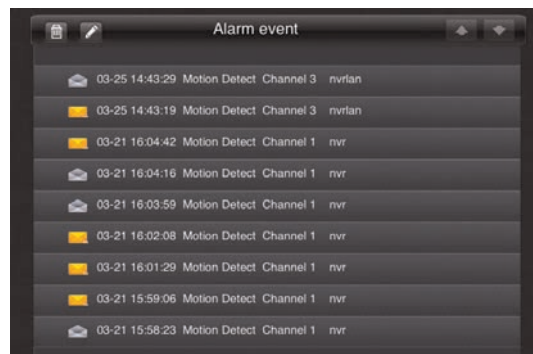 Alarm event
03-25 14:43:29 Motion Detect Channel 3 nvrlan
03-25 14:43:19 Motion Detect Channel 3 nvrlan
03-21 16:04:42 Motion Detect Channel 1 nvr
03-21 16:04:16 Motion Detect Channel 1 nvr
03-21 16:03:59 Motion Detect Channel 1 nvr
03-21 16:02:08 Motion Detect Channel 1 nvr
03-21 16:01:29 Motion Detect Channel 1 nvr
03-21 15:59:06 Motion Detect Channel 1 nvr
03-21 15:58:23 Motion Detect Channel 1 nvr